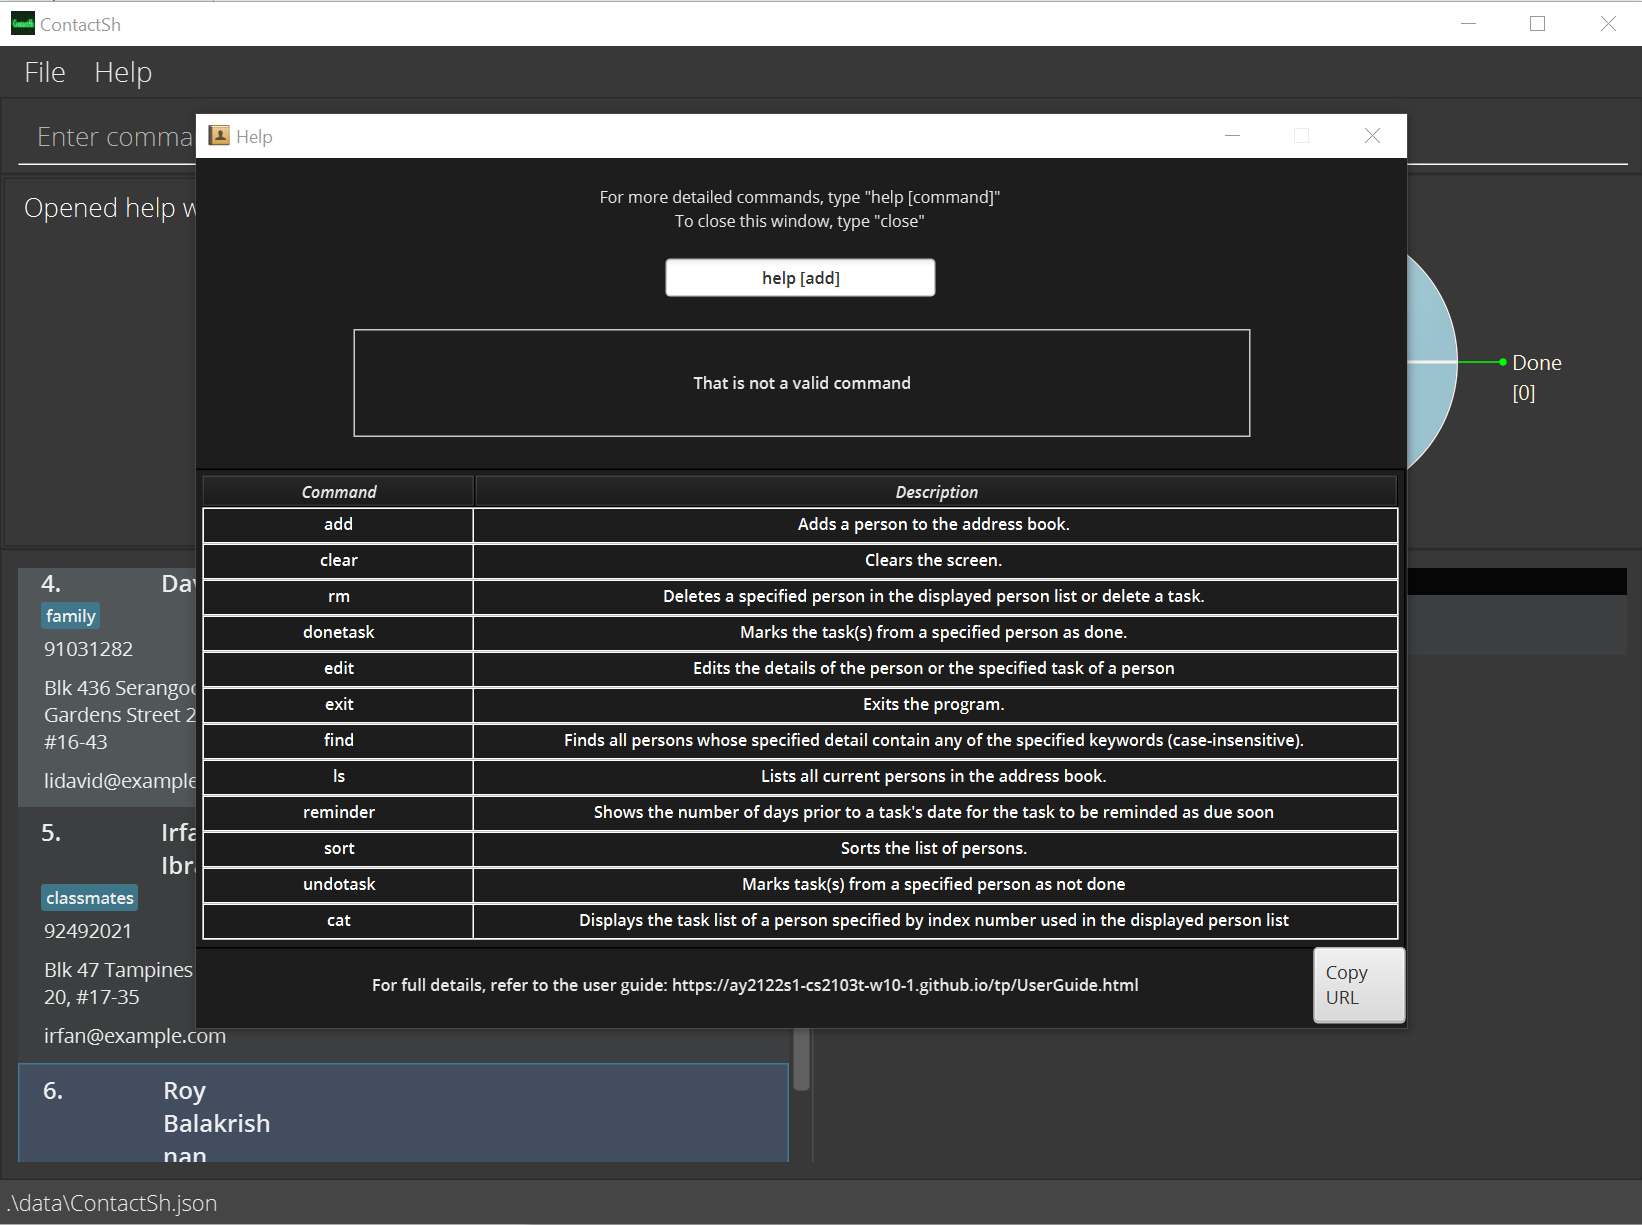 ContactSh
File Help
Enter comma
Opened help w
Help
For more detailed commands, type "help [command]"
To close this window, type "close"
help [add]
That is not a valid command
Done
[0]
Command Description
add Adds a person to the address book.
clear Clears the screen.
rm Deletes a specified person in the displayed person list or delete a task.
donetask Marks the task(s) from a specified person as done.
edit Edits the details of the person or the specified task of a person
exit Exits the program.
find Finds all persons whose specified detail contain any of the specified keywords (case-insensitive).
ls Lists all current persons in the address book.
reminder Shows the number of days prior to a task's date for the task to be reminded as due soon
sort Sorts the list of persons.
undotask Marks task(s) from a specified person as not done
cat Displays the task list of a person specified by index number used in the displayed person list
For full details, refer to the user guide: https://ay2122s1-cs2103t-w10-1.github.io/tp/UserGuide.html
Copy
URL
4. Dav
family
91031282
Blk 436 Serangoo
Gardens Street 2
#16-43
lidavid@example
5. Irfa
Ibra
classmates
92492021
Blk 47 Tampines
20, #17-35
irfan@example.com
6. Roy
Balakrish
nan
.\data\ContactSh.json